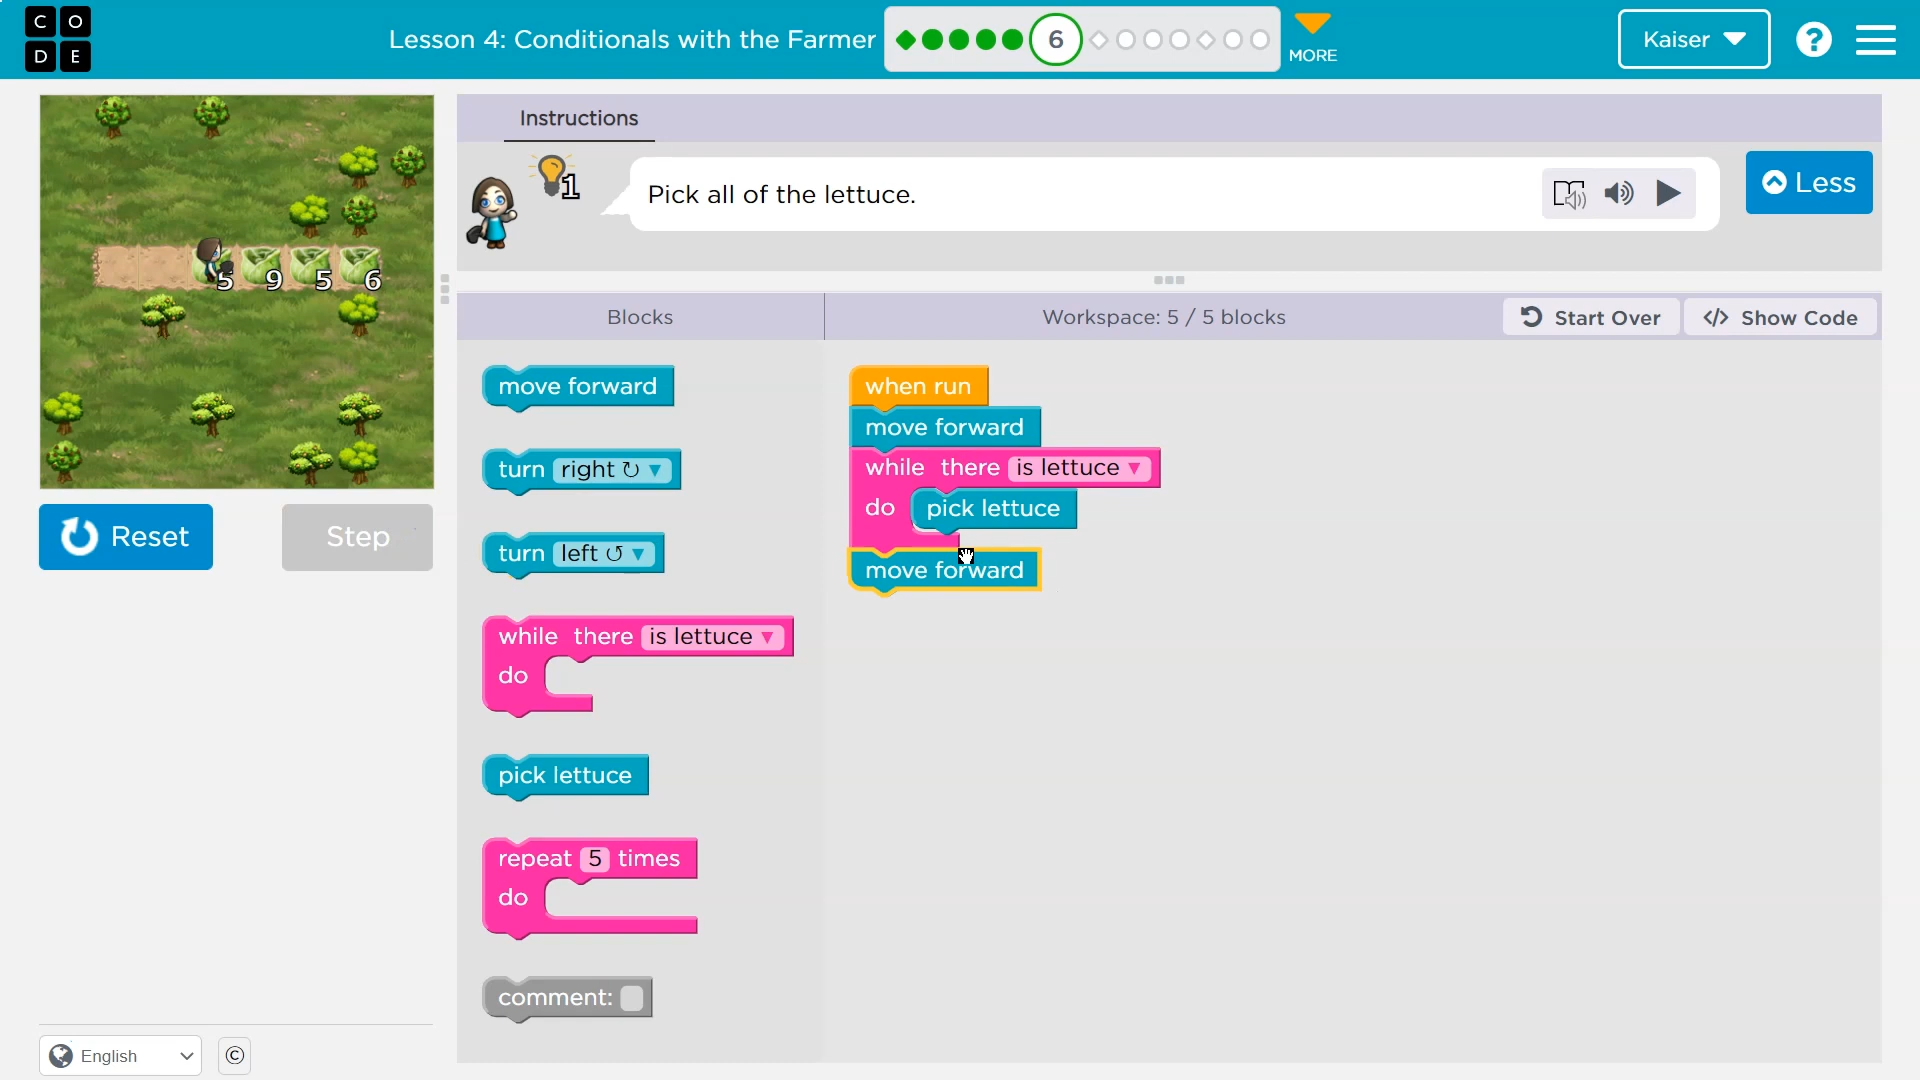 C O
D E
Lesson 4: Conditionals with the Farmer
6
MORE
Kaiser
?
Instructions
1
Pick all of the lettuce.
Less
5 9 5 6
Reset
Step
Blocks
Workspace: 5 / 5 blocks
Start Over
</> Show Code
move forward
turn right ↻ ▼
turn left ↺ ▼
while there is lettuce ▼
do
pick lettuce
repeat 5 times
do
comment:
when run
move forward
while there is lettuce ▼
do pick lettuce
move forward
English
©